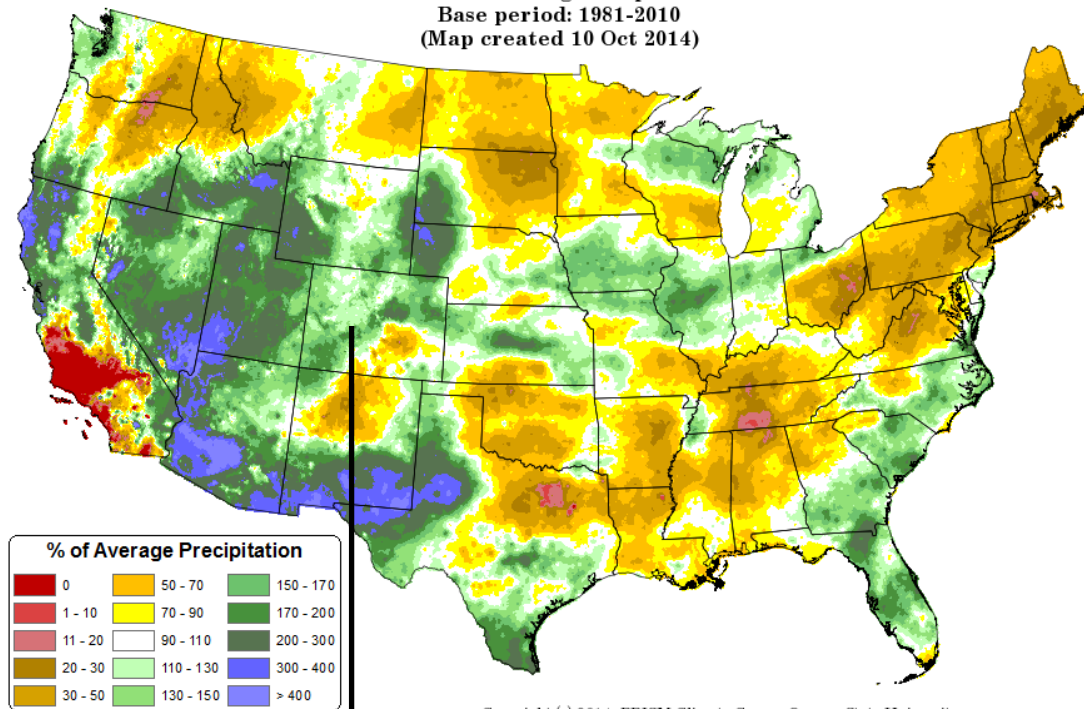 Base period: 1981-2010
(Map created 10 Oct 2014)
% of Average Precipitation
0
1 - 10
11 - 20
20 - 30
30 - 50
50 - 70
70 - 90
90 - 110
110 - 130
130 - 150
150 - 170
170 - 200
200 - 300
300 - 400
> 400